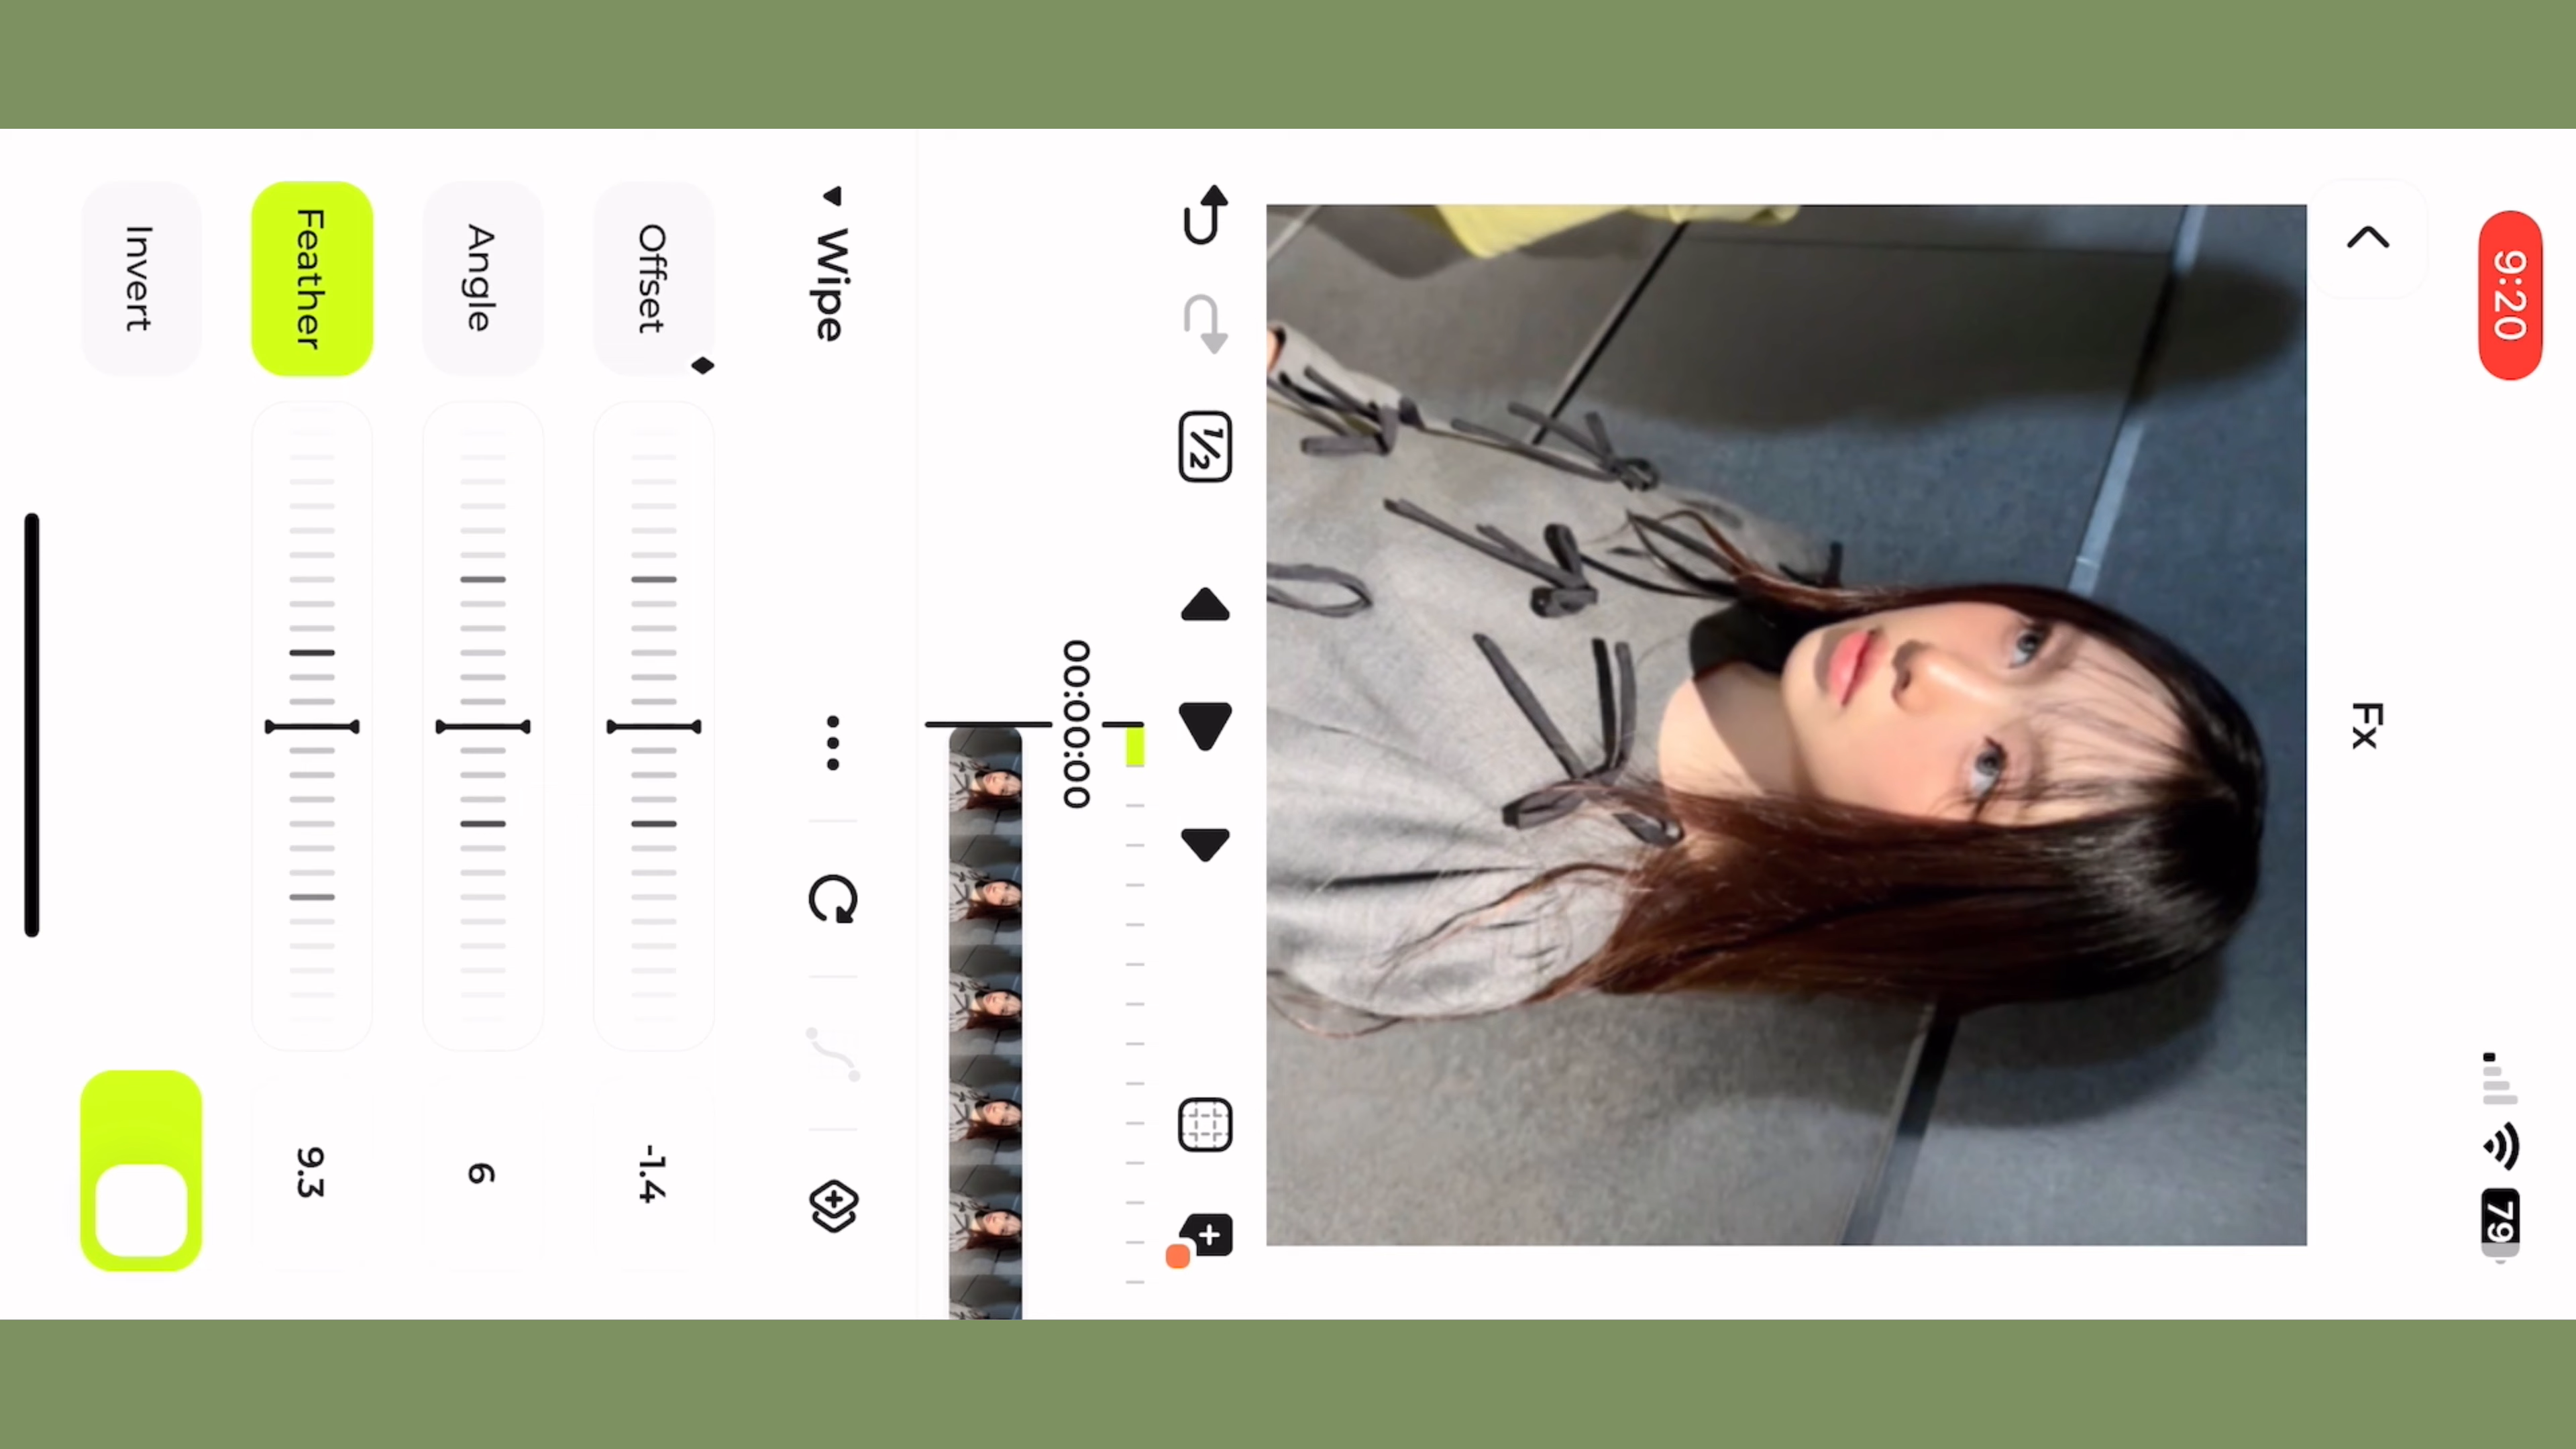 9:20
79
Fx
1/2
00:00:00
Wipe
Offset
-1.4
Angle
6
Feather
9.3
Invert